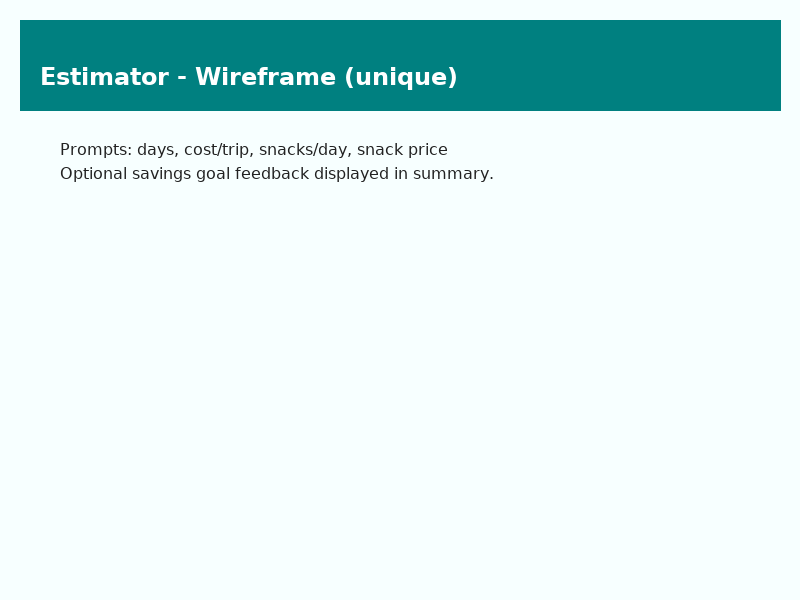 Estimator - Wireframe (unique)
Prompts: days, cost/trip, snacks/day, snack price
Optional savings goal feedback displayed in summary.